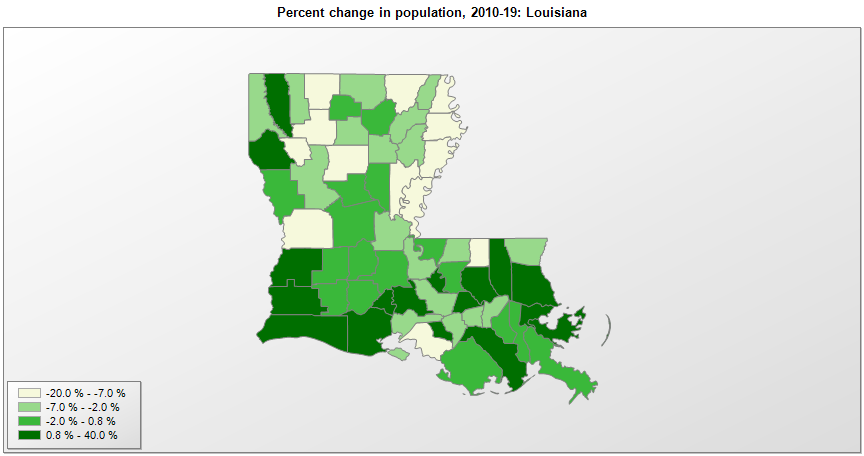 Percent change in population, 2010-19: Louisiana
-20.0 % - -7.0 %
-7.0 % - -2.0 %
-2.0 % - 0.8 %
0.8 % - 40.0 %